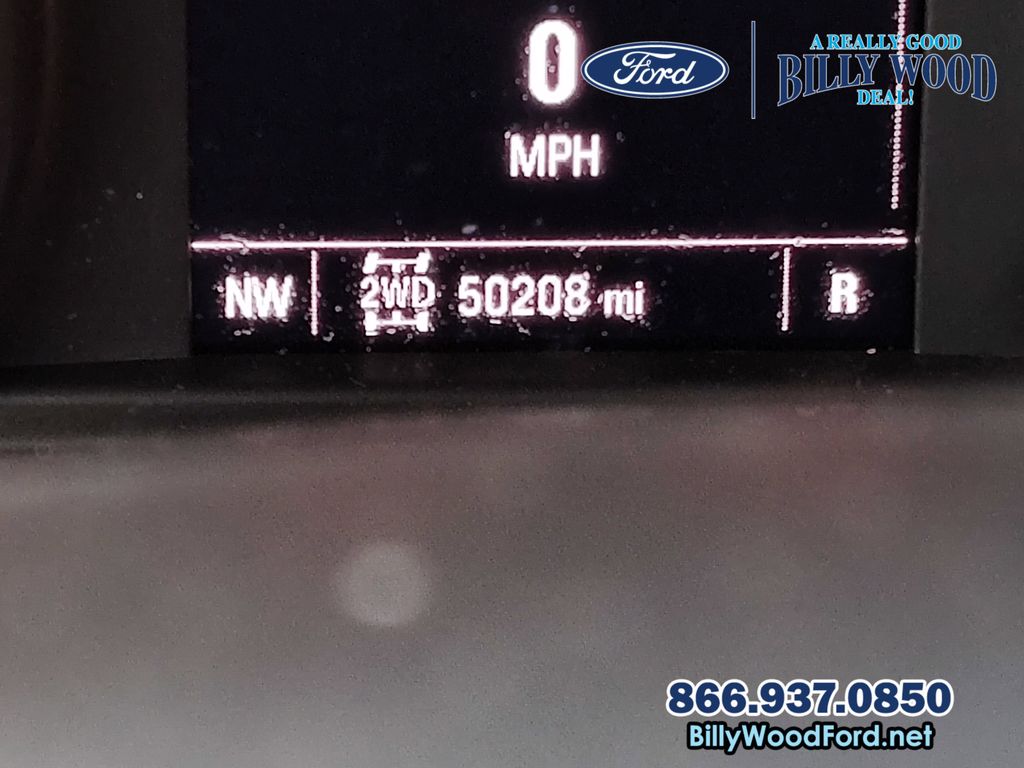 0
Ford
A REALLY GOOD
BILLY WOOD
DEAL!
MPH
NW 2WD 50208 mi R
866.937.0850
BillyWoodFord.net